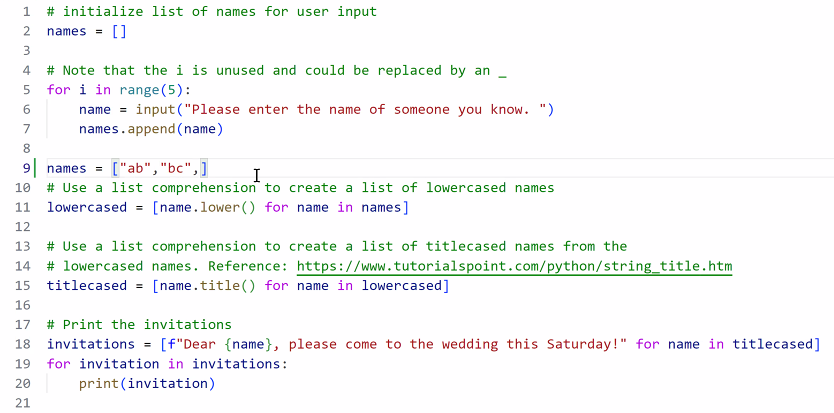 1 # initialize list of names for user input
2 names = []
3
4 # Note that the i is unused and could be replaced by an _
5 for i in range(5):
6     name = input("Please enter the name of someone you know. ")
7     names.append(name)
8
9 names = ["ab","bc",]
10 # Use a list comprehension to create a list of lowercased names
11 lowercased = [name.lower() for name in names]
12
13 # Use a list comprehension to create a list of titlecased names from the
14 # lowercased names. Reference: https://www.tutorialspoint.com/python/string_title.htm
15 titlecased = [name.title() for name in lowercased]
16
17 # Print the invitations
18 invitations = [f"Dear {name}, please come to the wedding this Saturday!" for name in titlecased]
19 for invitation in invitations:
20     print(invitation)
21